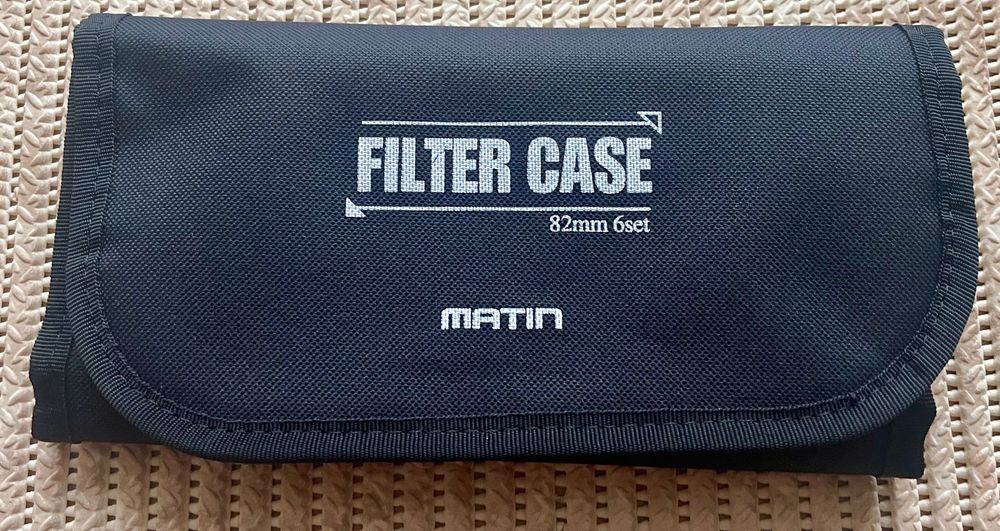 FILTER CASE
82mm 6set
MATIN